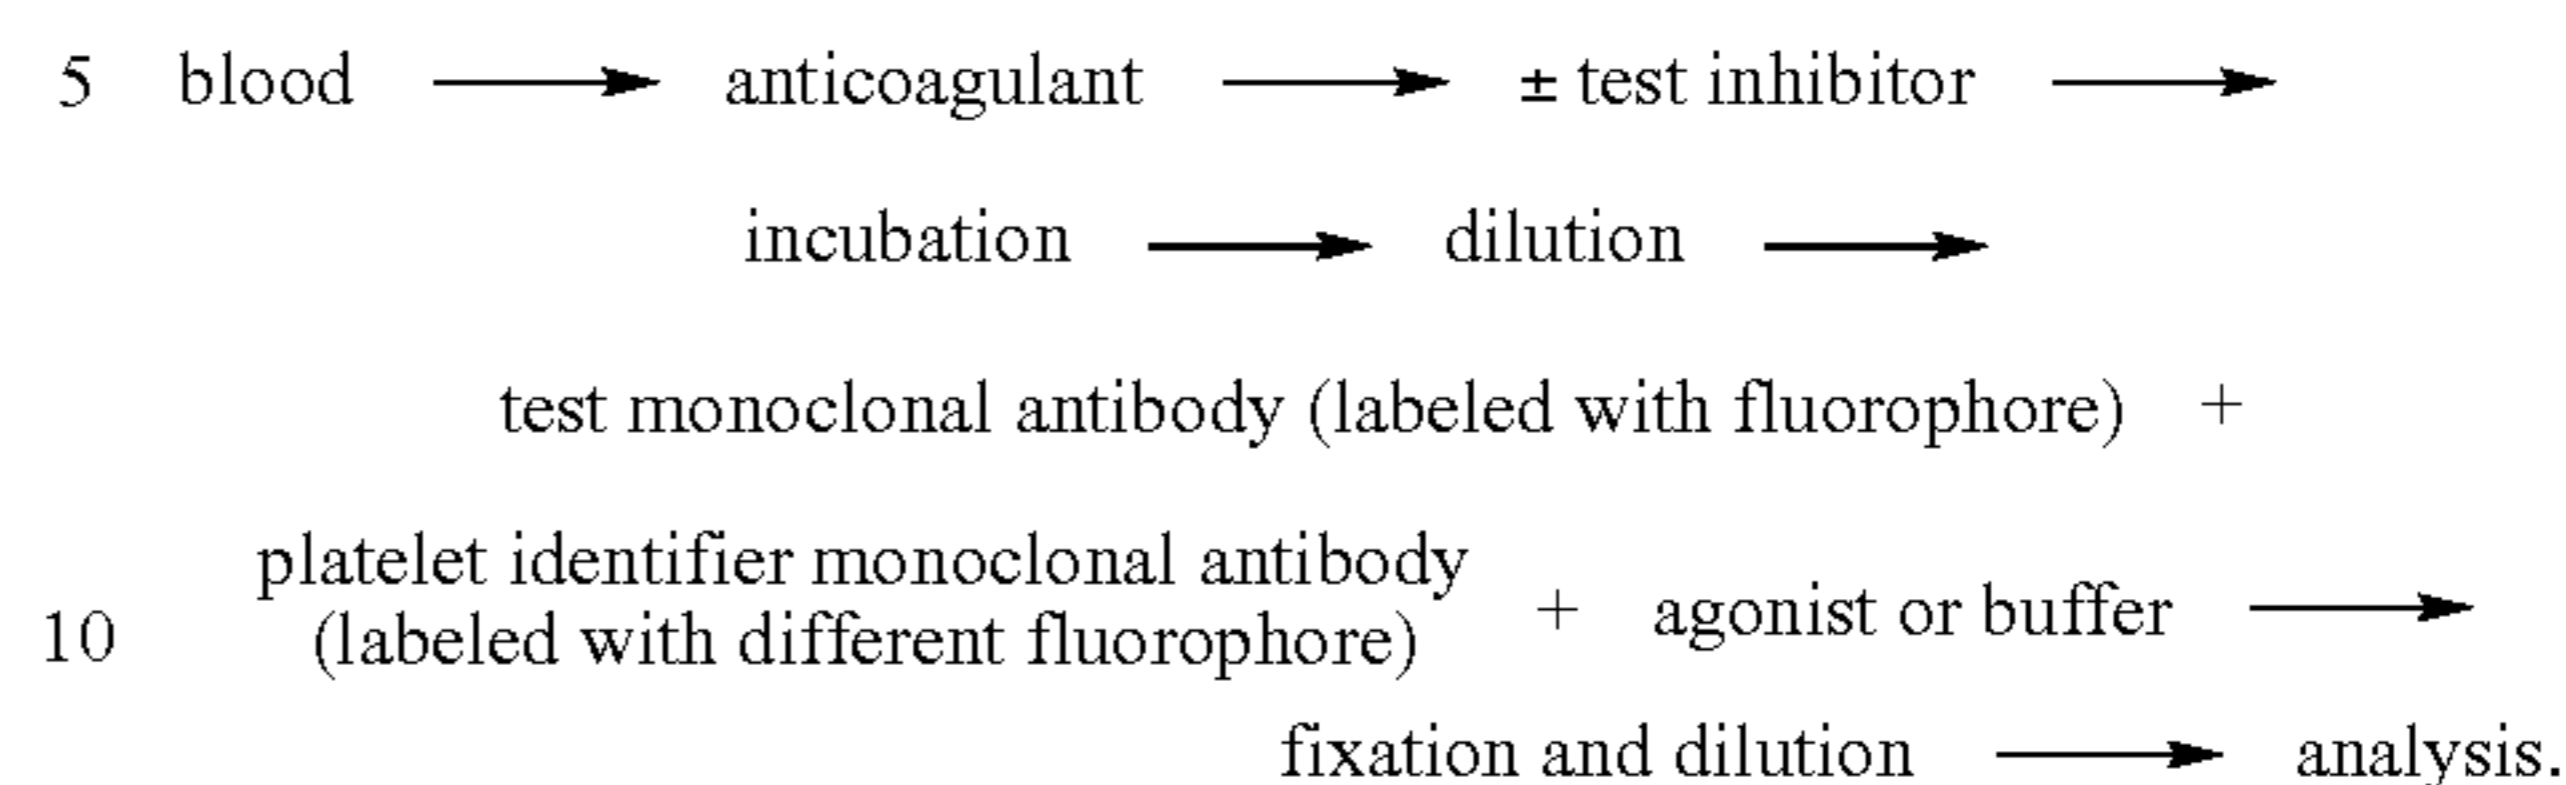 5 blood ⟶ anticoagulant ⟶ ± test inhibitor ⟶
incubation ⟶ dilution ⟶
test monoclonal antibody (labeled with fluorophore) +
platelet identifier monoclonal antibody
10 (labeled with different fluorophore) + agonist or buffer ⟶
fixation and dilution ⟶ analysis.